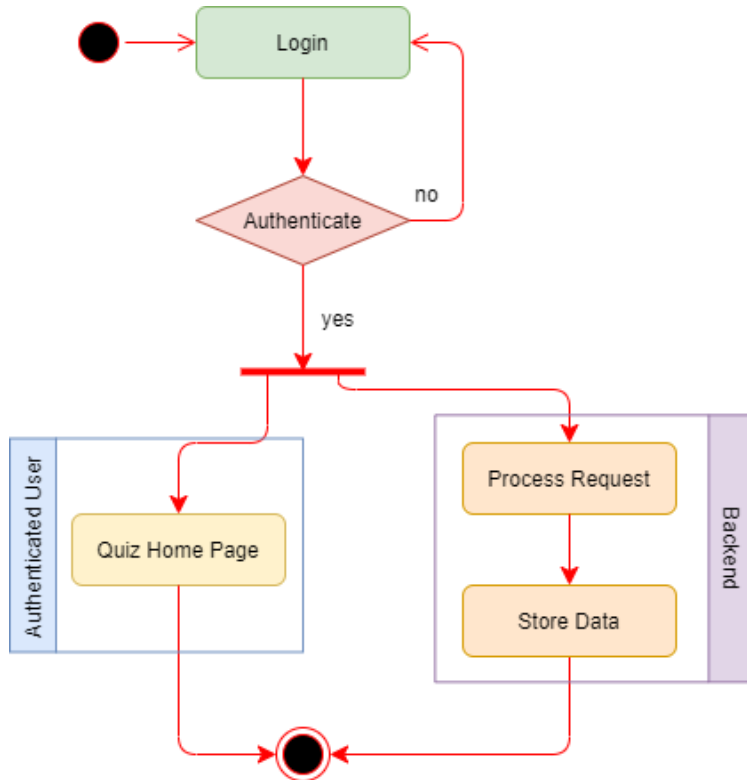 Login
Authenticate
no
yes
Authenticated User
Quiz Home Page
Process Request
Store Data
Backend